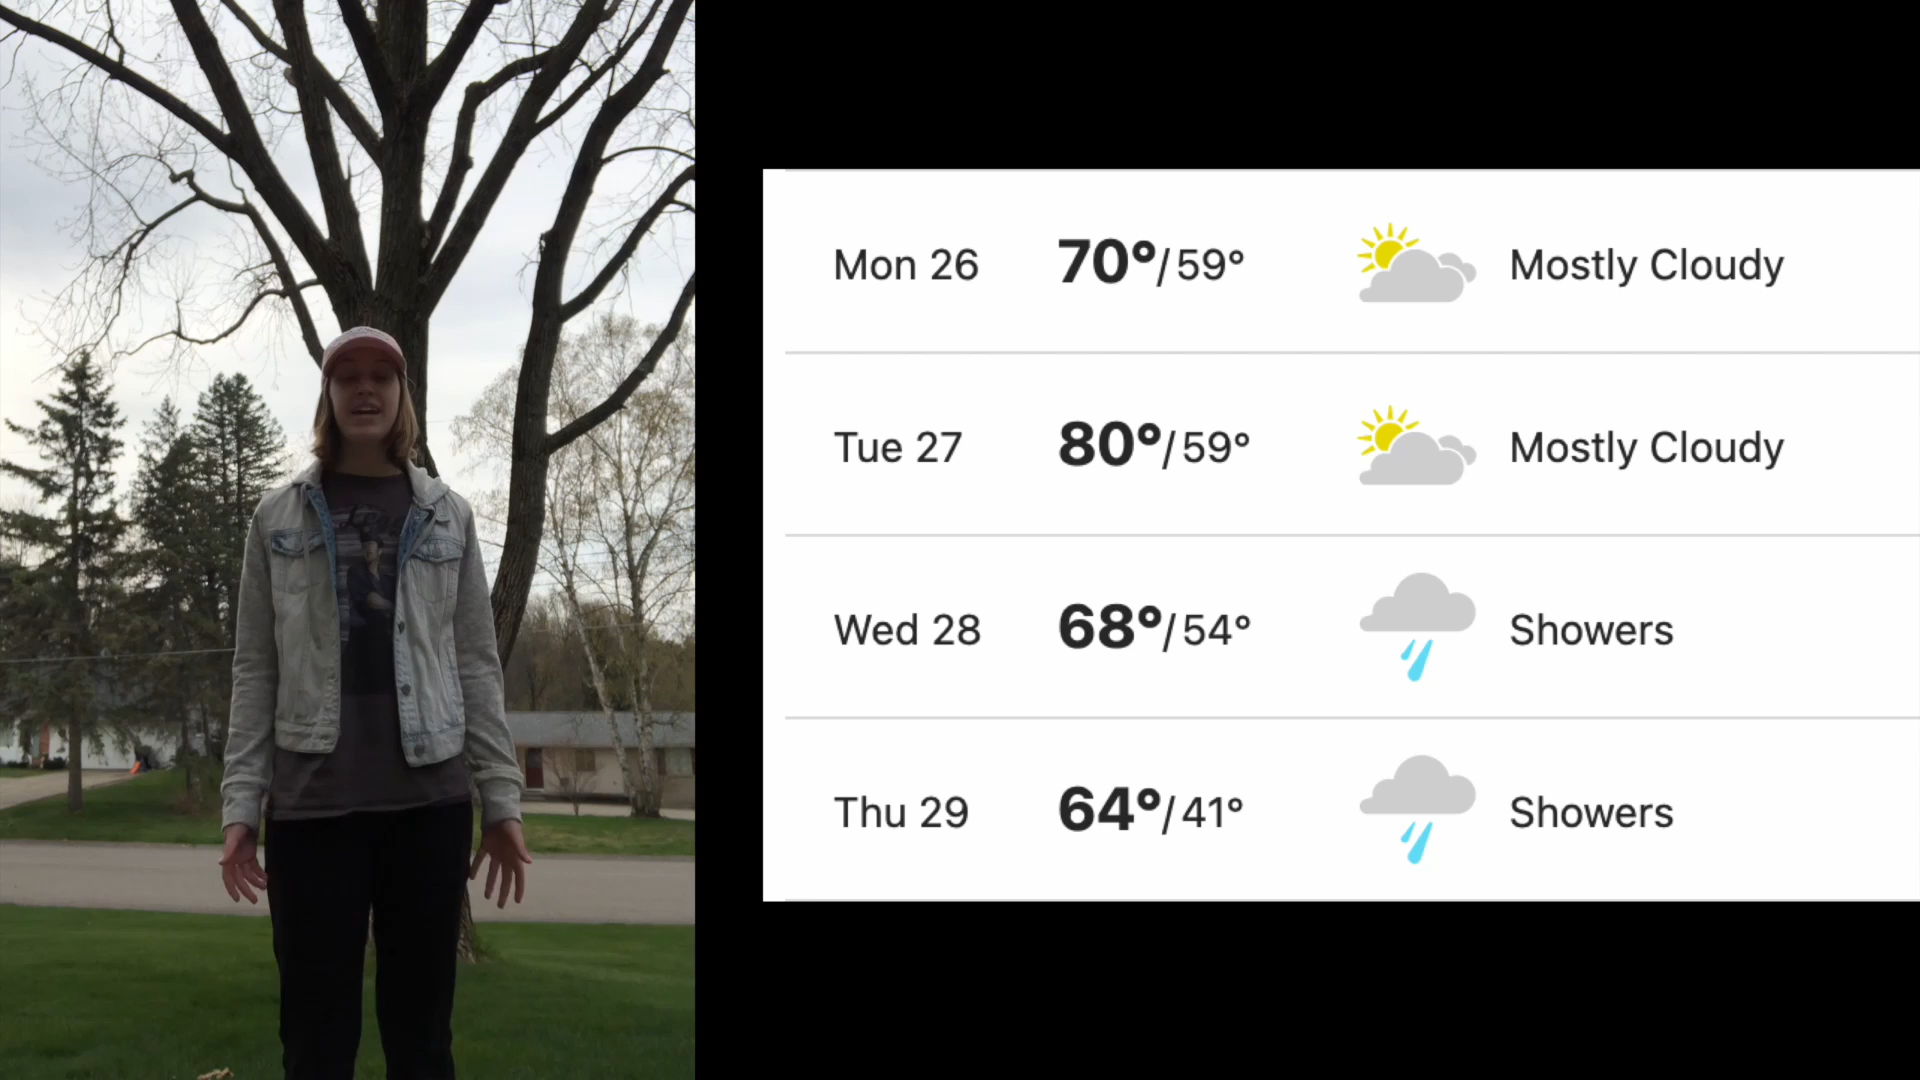 Mon 26 70°/59° Mostly Cloudy
Tue 27 80°/59° Mostly Cloudy
Wed 28 68°/54° Showers
Thu 29 64°/41° Showers